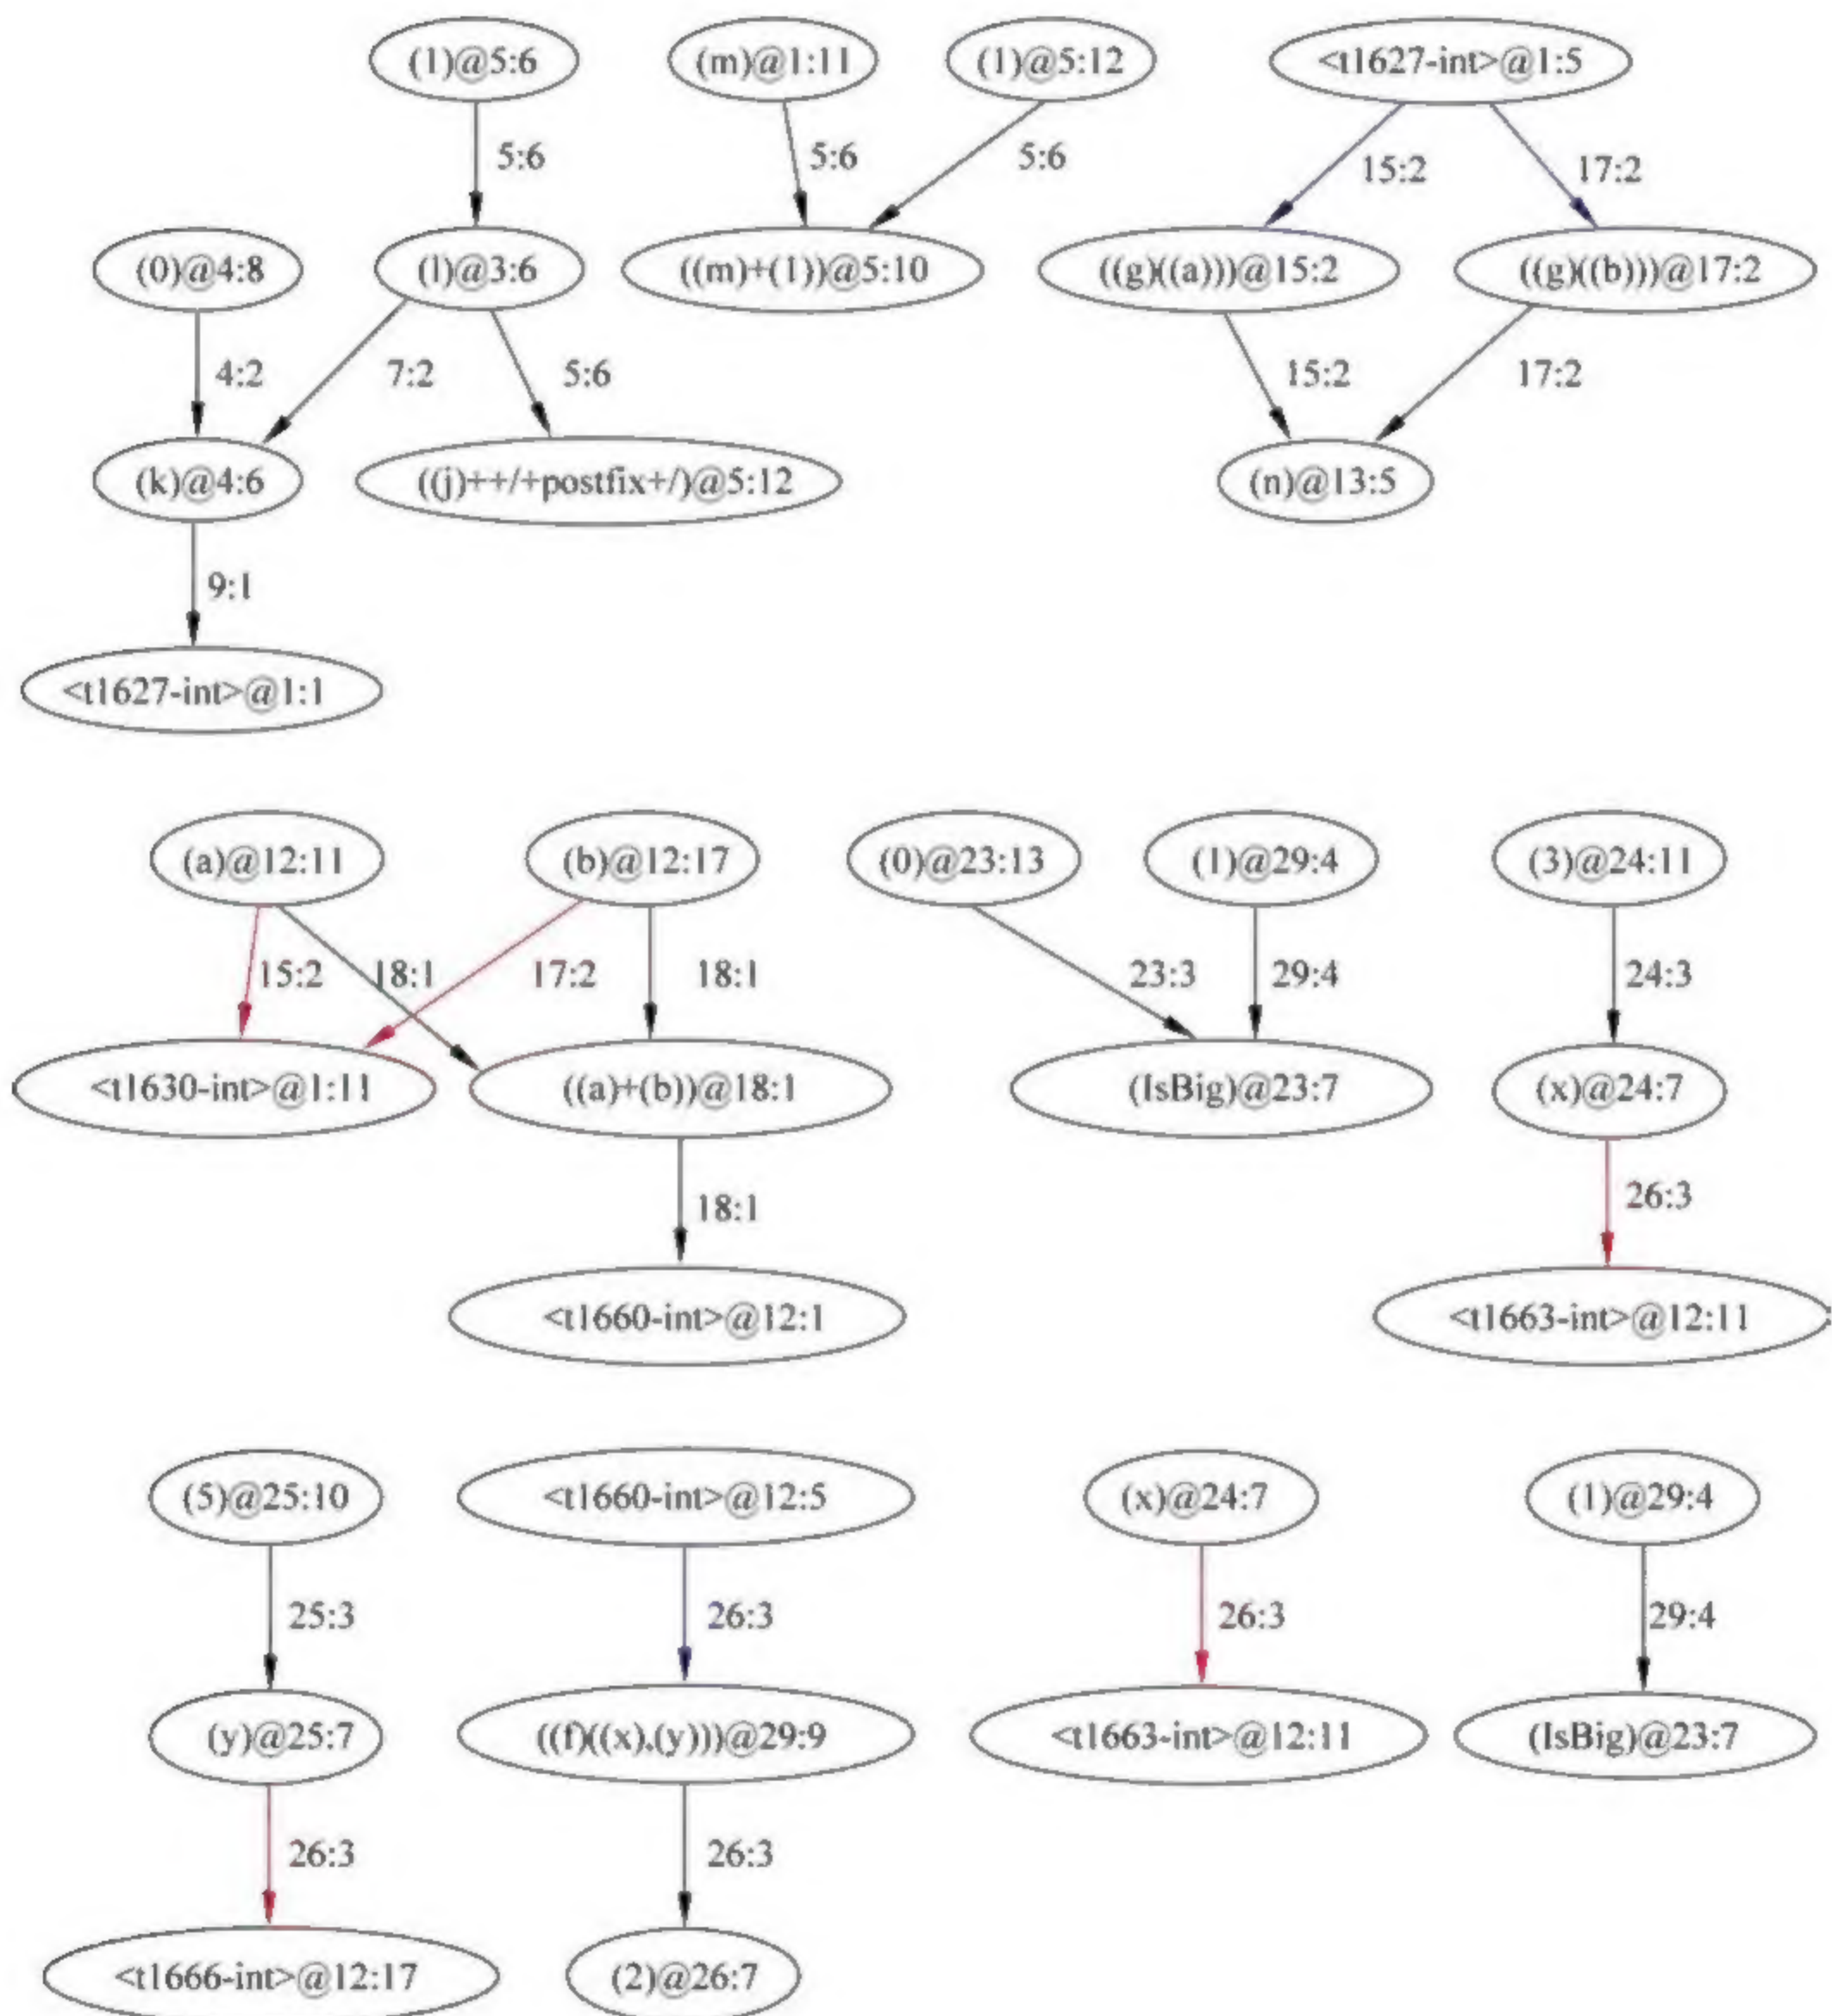 (1)@5:6 (m)@1:11 (1)@5:12 <t1627-int>@1:5
5:6 5:6 5:6 15:2 17:2
(0)@4:8 (l)@3:6 ((m)+(1))@5:10 ((g)((a)))@15:2 ((g)((b)))@17:2
4:2 7:2 5:6 15:2 17:2
(k)@4:6 ((j)++/+postfix+/)@5:12 (n)@13:5
9:1
<t1627-int>@1:1
(a)@12:11 (b)@12:17 (0)@23:13 (1)@29:4 (3)@24:11
15:2 18:1 17:2 18:1 23:3 29:4 24:3
<t1630-int>@1:11 ((a)+(b))@18:1 (IsBig)@23:7 (x)@24:7
18:1 26:3
<t1660-int>@12:1 <t1663-int>@12:11
(5)@25:10 <t1660-int>@12:5 (x)@24:7 (1)@29:4
25:3 26:3 26:3 29:4
(y)@25:7 ((f)((x),(y)))@29:9 <t1663-int>@12:11 (IsBig)@23:7
26:3 26:3
<t1666-int>@12:17 (2)@26:7